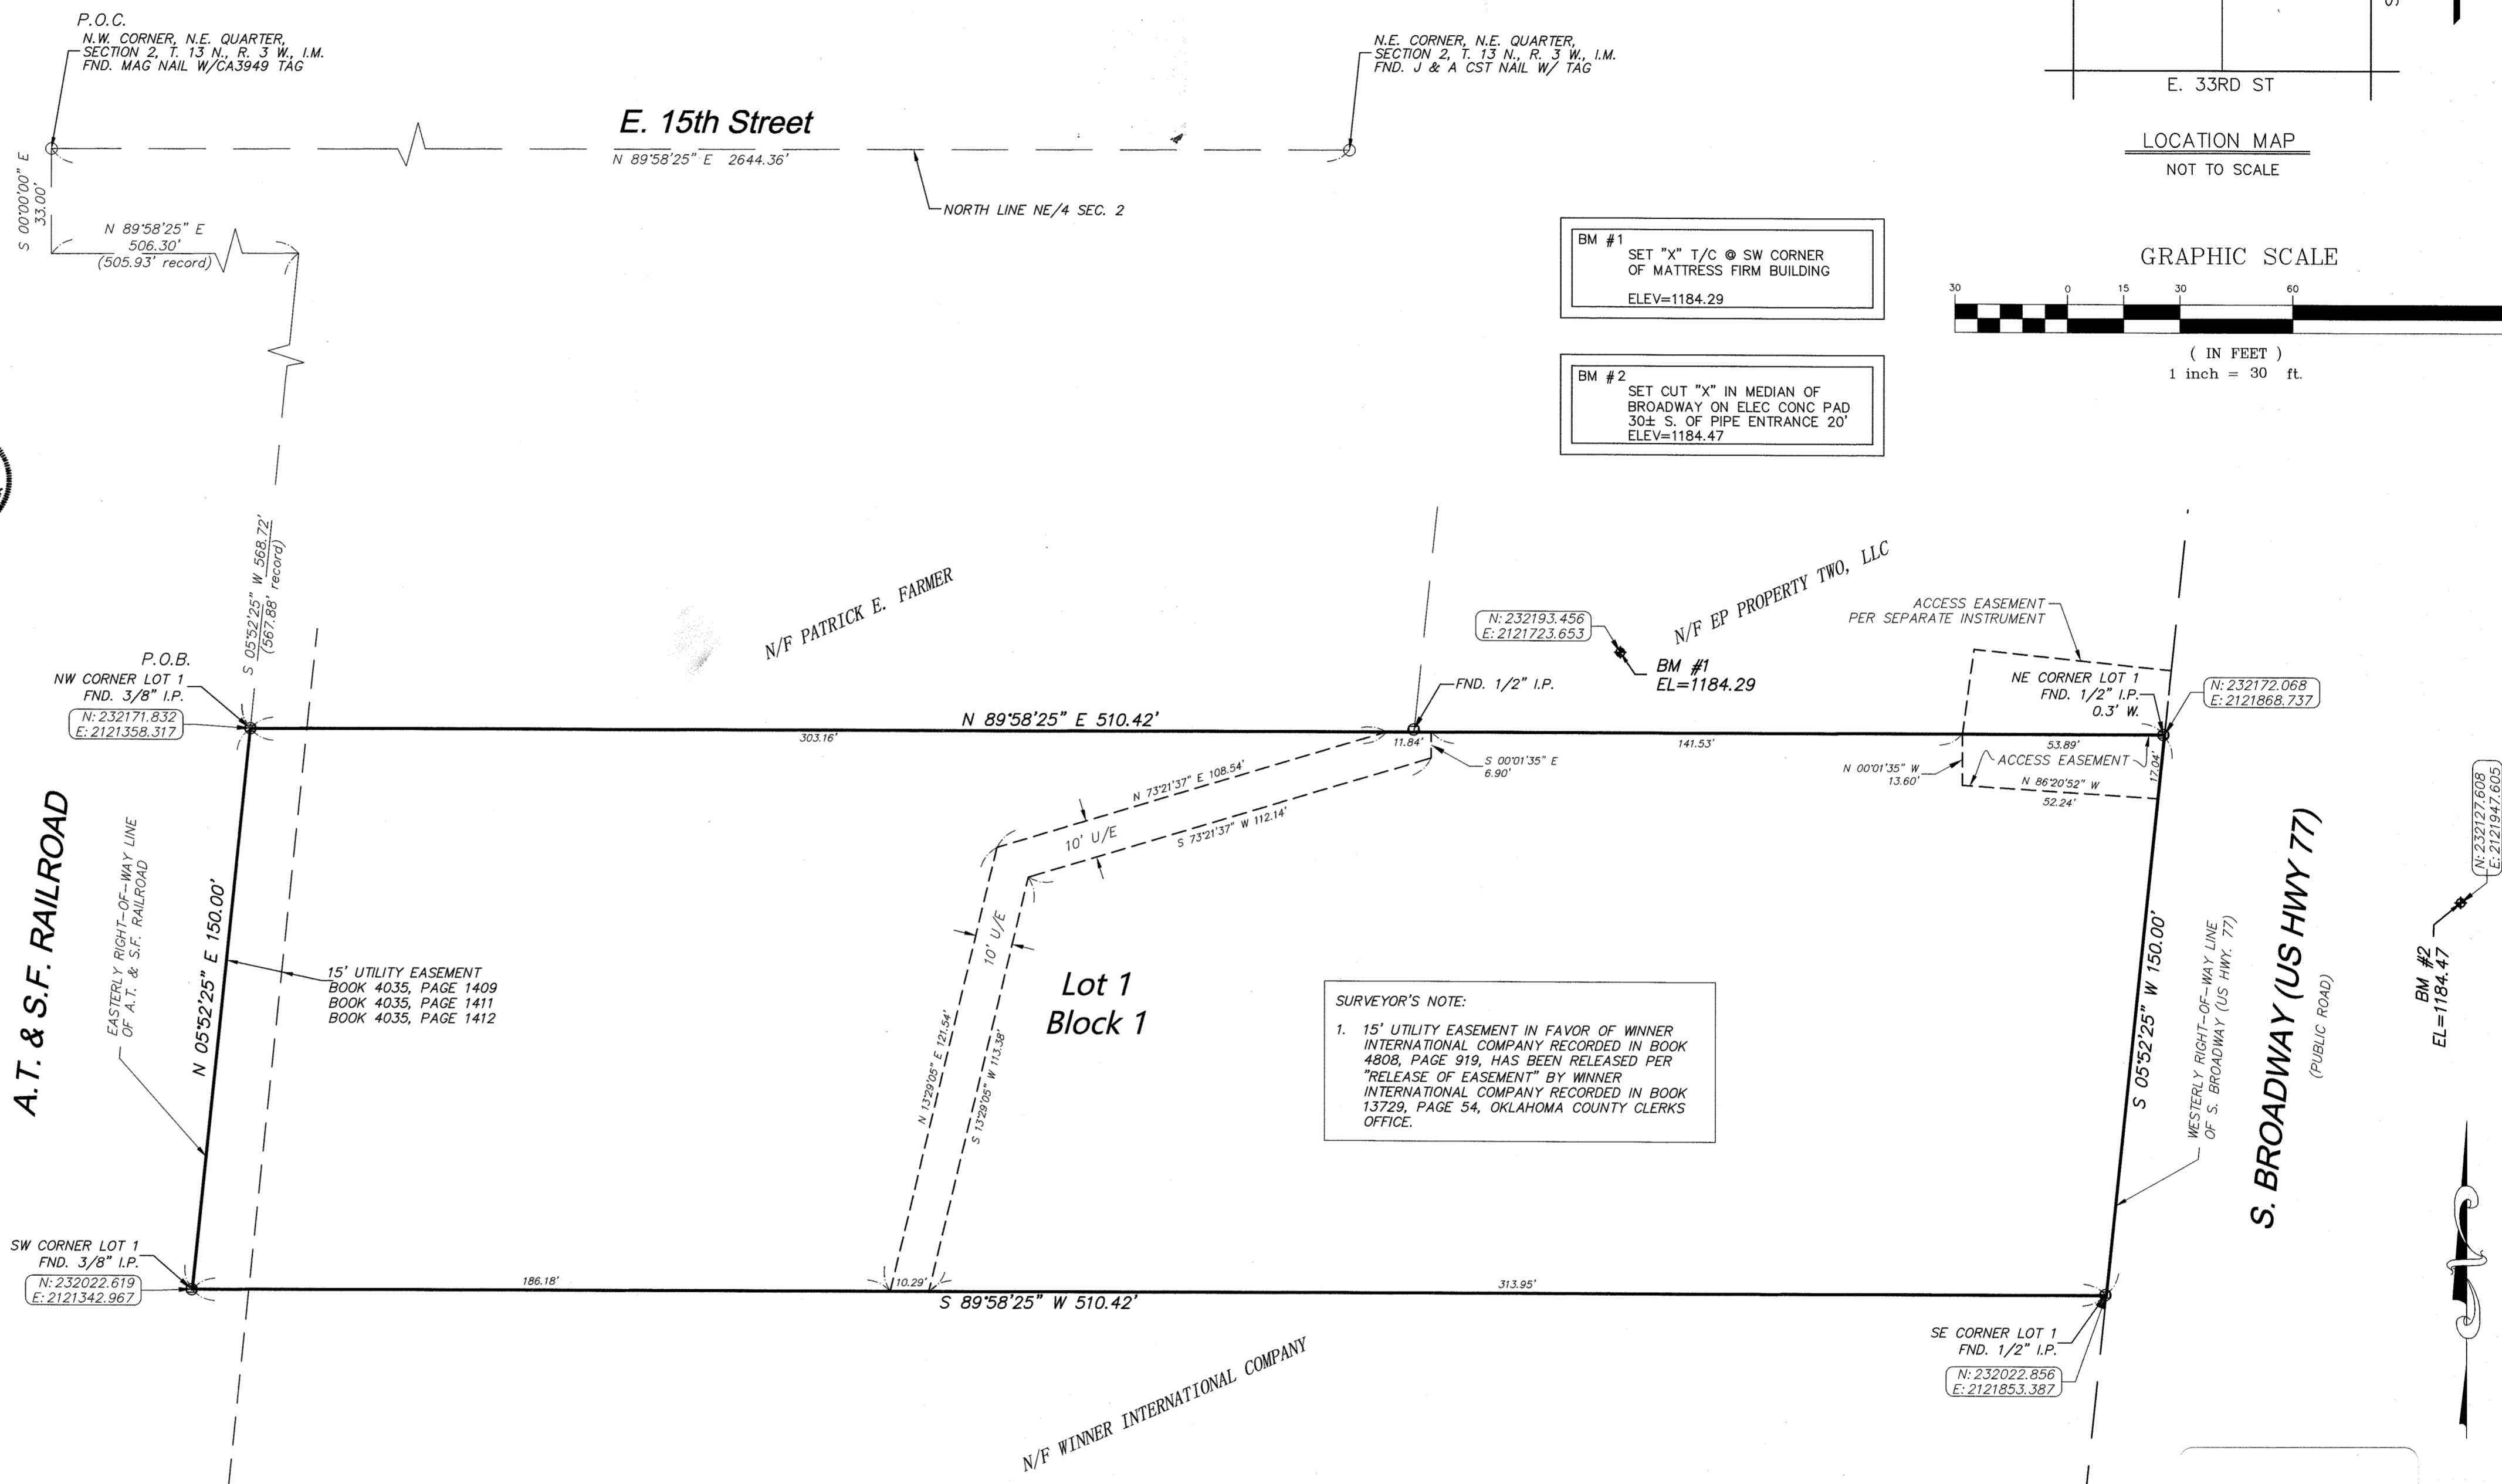 P.O.C.
N.W. CORNER, N.E. QUARTER,
SECTION 2, T. 13 N., R. 3 W., I.M.
FND. MAG NAIL W/CA3949 TAG
N.E. CORNER, N.E. QUARTER,
SECTION 2, T. 13 N., R. 3 W., I.M.
FND. J & A CST NAIL W/ TAG
E. 33RD ST
LOCATION MAP
NOT TO SCALE
E. 15th Street
N 89°58'25" E 2644.36'
NORTH LINE NE/4 SEC. 2
S 00°00'00" E
33.00'
N 89°58'25" E
506.30'
(505.93' record)
BM #1
SET "X" T/C @ SW CORNER
OF MATTRESS FIRM BUILDING
ELEV=1184.29
BM #2
SET CUT "X" IN MEDIAN OF
BROADWAY ON ELEC CONC PAD
30± S. OF PIPE ENTRANCE 20'
ELEV=1184.47
GRAPHIC SCALE
30 0 15 30 60
( IN FEET )
1 inch = 30 ft.
S 05°52'25" W 568.72'
(567.88' record)
N/F PATRICK E. FARMER
N/F EP PROPERTY TWO, LLC
N: 232193.456
E: 2121723.653
BM #1
EL=1184.29
ACCESS EASEMENT
PER SEPARATE INSTRUMENT
P.O.B.
NW CORNER LOT 1
FND. 3/8" I.P.
N: 232171.832
E: 2121358.317
FND. 1/2" I.P.
NE CORNER LOT 1
FND. 1/2" I.P.
0.3' W.
N: 232172.068
E: 2121868.737
N 89°58'25" E 510.42'
303.16'
11.84'
141.53'
53.89'
S 00°01'35" E
6.90'
N 00°01'35" W
13.60'
ACCESS EASEMENT
N 86°20'52" W
52.24'
17.04'
N 73°21'37" E 108.54'
10' U/E
S 73°21'37" W 112.14'
N: 232127.608
E: 2121947.605
BM #2
EL=1184.47
A.T. & S.F. RAILROAD
EASTERLY RIGHT-OF-WAY LINE
OF A.T. & S.F. RAILROAD
N 05°52'25" E 150.00'
15' UTILITY EASEMENT
BOOK 4035, PAGE 1409
BOOK 4035, PAGE 1411
BOOK 4035, PAGE 1412
10' U/E
N 13°29'05" E 121.54'
S 13°29'05" W 113.38'
Lot 1
Block 1
SURVEYOR'S NOTE:
1. 15' UTILITY EASEMENT IN FAVOR OF WINNER
INTERNATIONAL COMPANY RECORDED IN BOOK
4808, PAGE 919, HAS BEEN RELEASED PER
"RELEASE OF EASEMENT" BY WINNER
INTERNATIONAL COMPANY RECORDED IN BOOK
13729, PAGE 54, OKLAHOMA COUNTY CLERKS
OFFICE.
S 05°52'25" W 150.00'
WESTERLY RIGHT-OF-WAY LINE
OF S. BROADWAY (US HWY. 77)
S. BROADWAY (US HWY 77)
(PUBLIC ROAD)
SW CORNER LOT 1
FND. 3/8" I.P.
N: 232022.619
E: 2121342.967
186.18'
10.29'
313.95'
S 89°58'25" W 510.42'
SE CORNER LOT 1
FND. 1/2" I.P.
N: 232022.856
E: 2121853.387
N/F WINNER INTERNATIONAL COMPANY